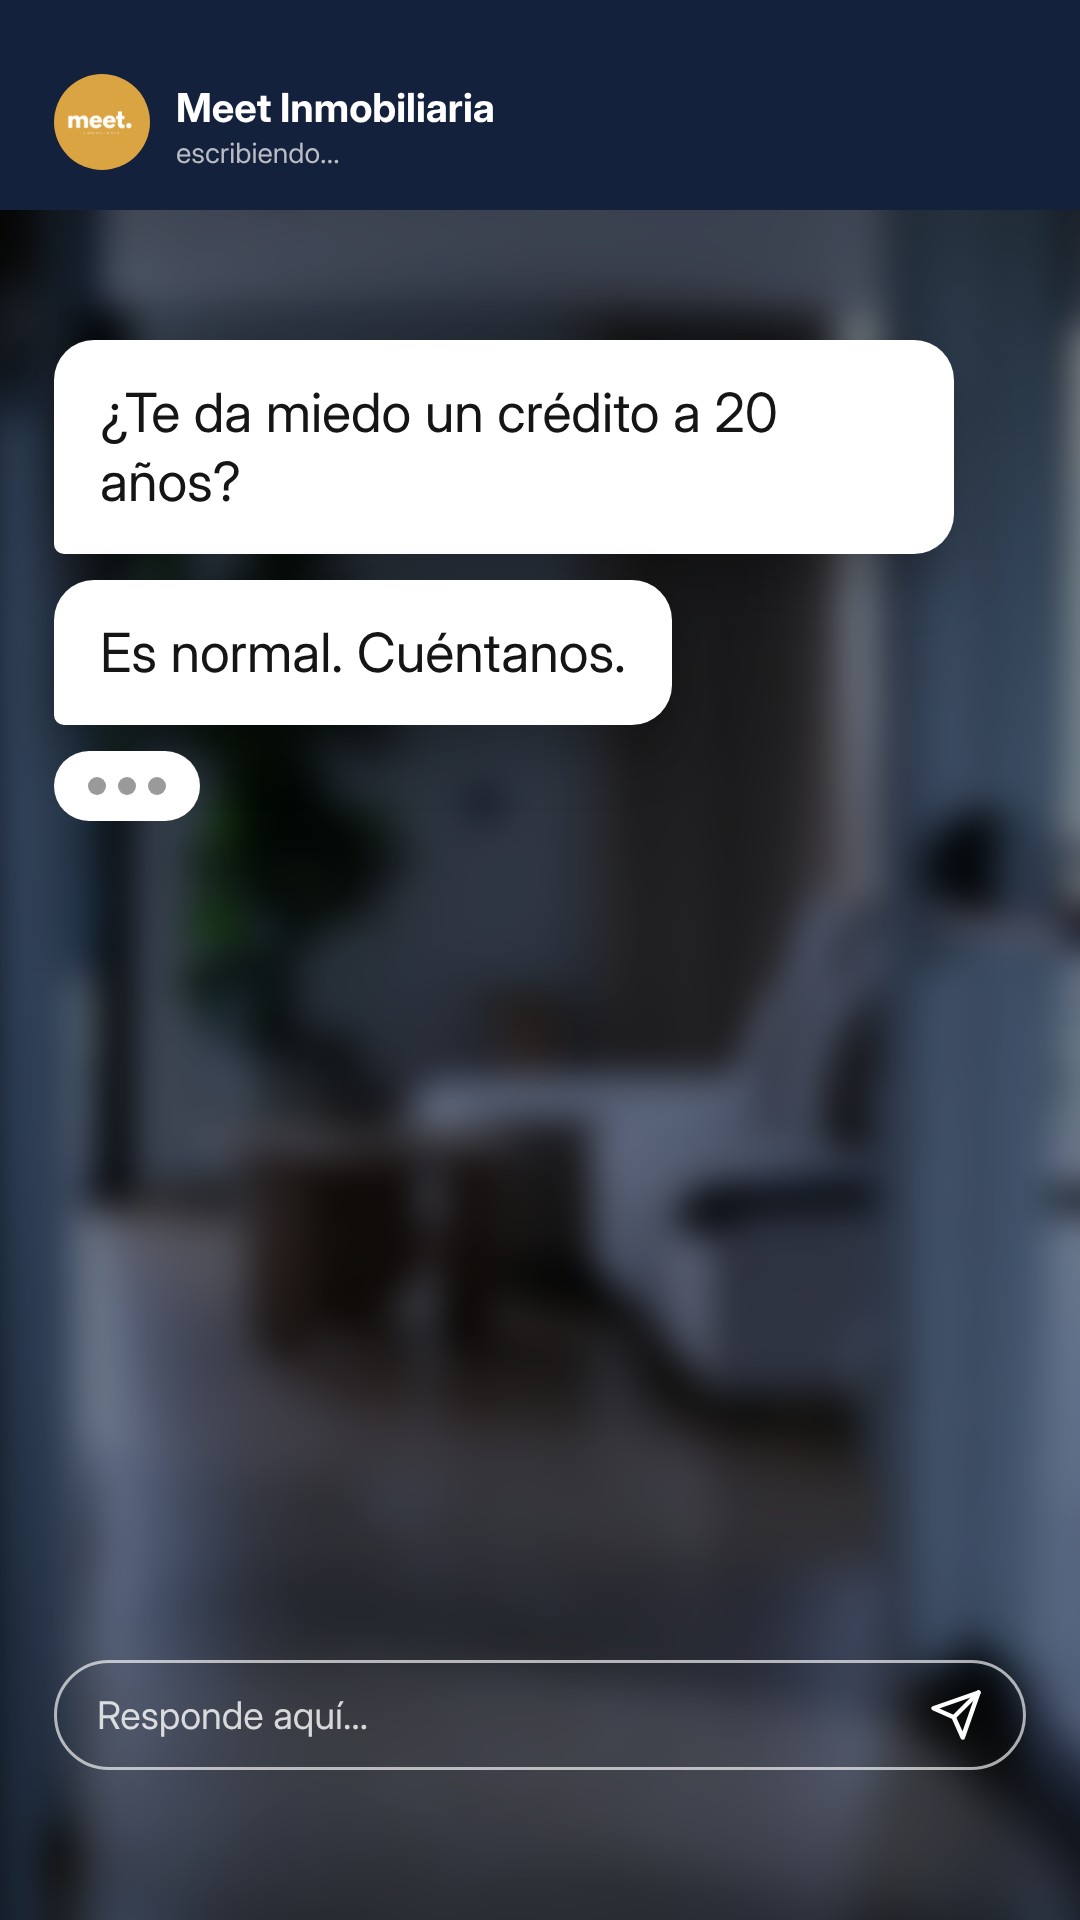 meet.
Meet Inmobiliaria
escribiendo...
¿Te da miedo un crédito a 20
años?
Es normal. Cuéntanos.
Responde aquí...